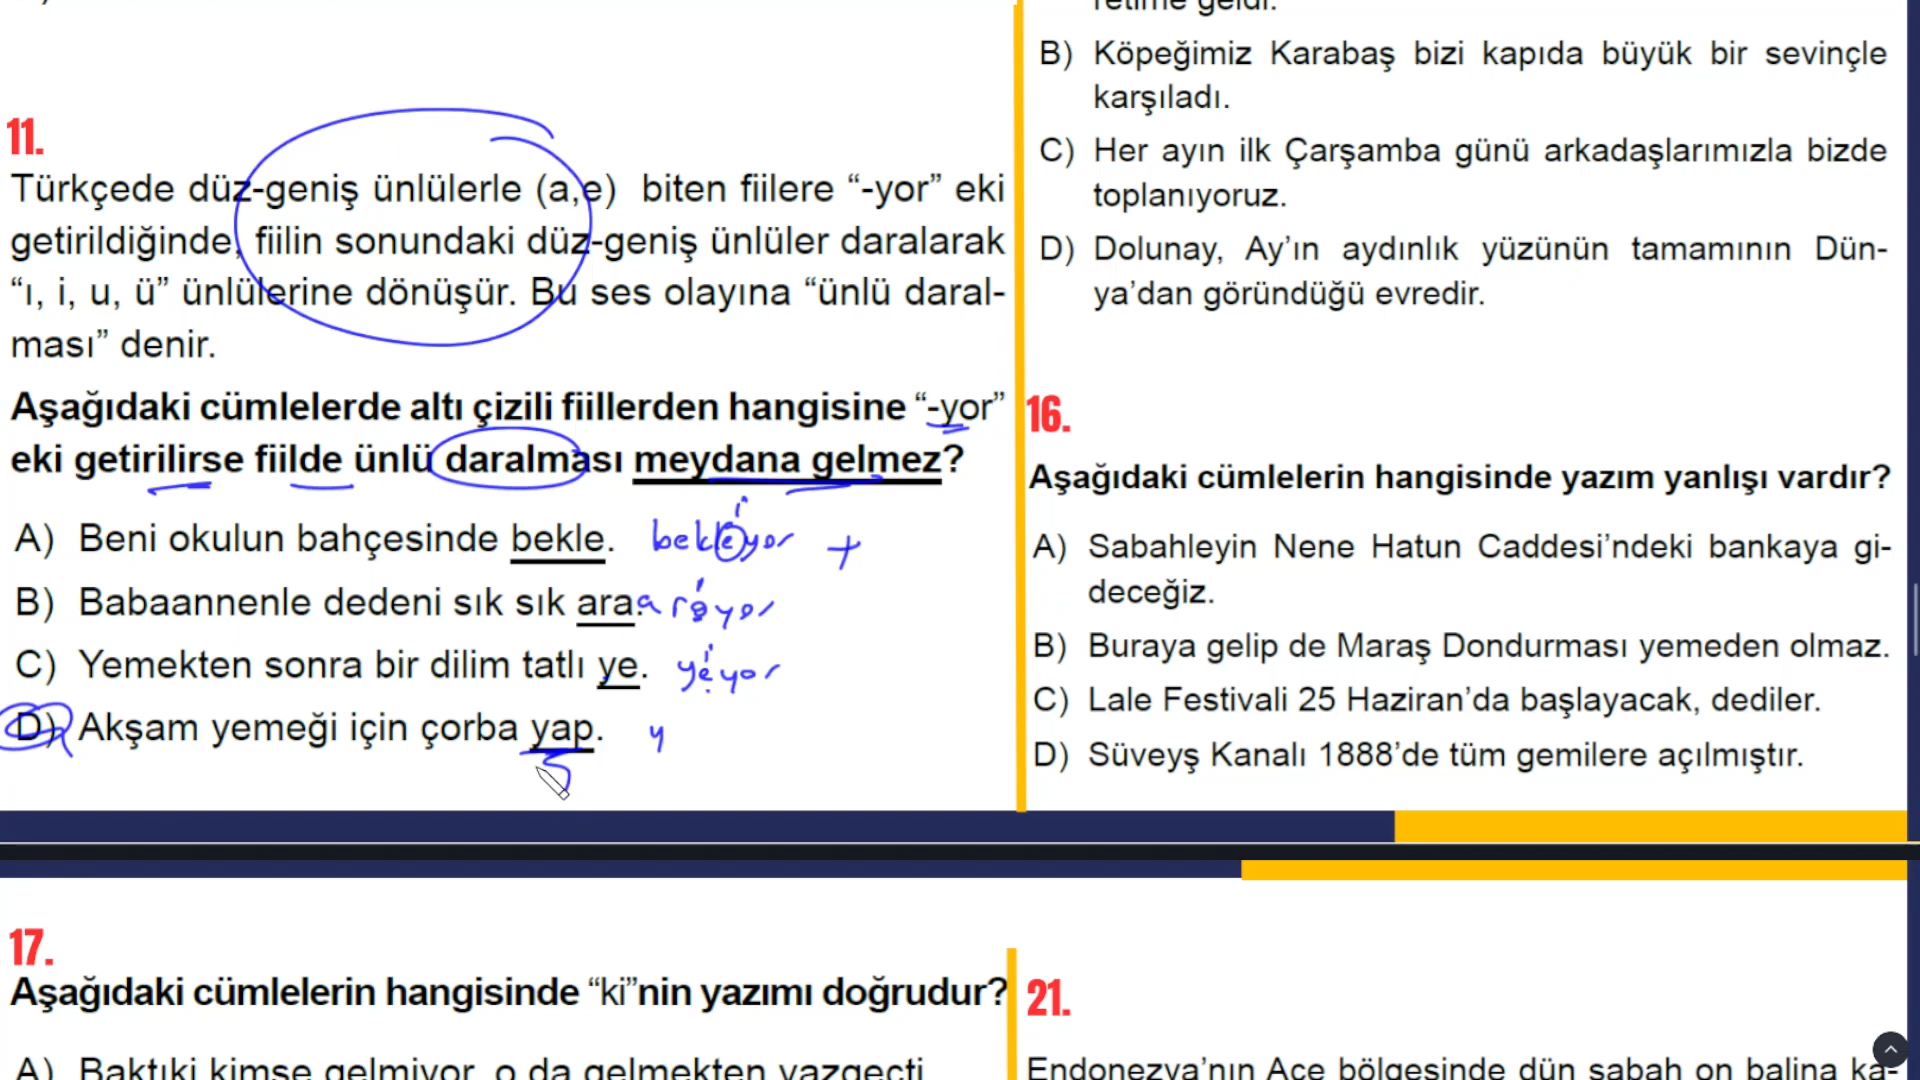 11.
Türkçede düz-geniş ünlülerle (a,e) biten fiilere “-yor” eki
getirildiğinde, fiilin sonundaki düz-geniş ünlüler daralarak
“ı, i, u, ü” ünlülerine dönüşür. Bu ses olayına “ünlü daral-
ması” denir.
Aşağıdaki cümlelerde altı çizili fiillerden hangisine “-yor”
eki getirilirse fiilde ünlü daralması meydana gelmez?
A) Beni okulun bahçesinde bekle. bekleyor +
i
B) Babaannenle dedeni sık sık ara.
C) Yemekten sonra bir dilim tatlı ye. yeyor
i
D) Akşam yemeği için çorba yap. y
B) Köpeğimiz Karabaş bizi kapıda büyük bir sevinçle
karşıladı.
C) Her ayın ilk Çarşamba günü arkadaşlarımızla bizde
toplanıyoruz.
D) Dolunay, Ay’ın aydınlık yüzünün tamamının Dün-
ya’dan göründüğü evredir.
16.
Aşağıdaki cümlelerin hangisinde yazım yanlışı vardır?
A) Sabahleyin Nene Hatun Caddesi’ndeki bankaya gi-
deceğiz.
B) Buraya gelip de Maraş Dondurması yemeden olmaz.
C) Lale Festivali 25 Haziran’da başlayacak, dediler.
D) Süveyş Kanalı 1888’de tüm gemilere açılmıştır.
17.
Aşağıdaki cümlelerin hangisinde “ki”nin yazımı doğrudur?
A) Baktıki kimse gelmiyor, o da gelmekten vazgeçti.
21.
Endonezya’nın Açe bölgesinde dün sabah on balina ka-